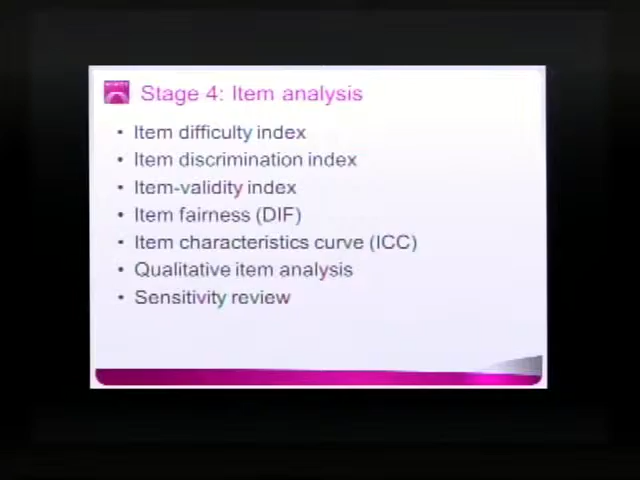 Stage 4: Item analysis
• Item difficulty index
• Item discrimination index
• Item-validity index
• Item fairness (DIF)
• Item characteristics curve (ICC)
• Qualitative item analysis
• Sensitivity review